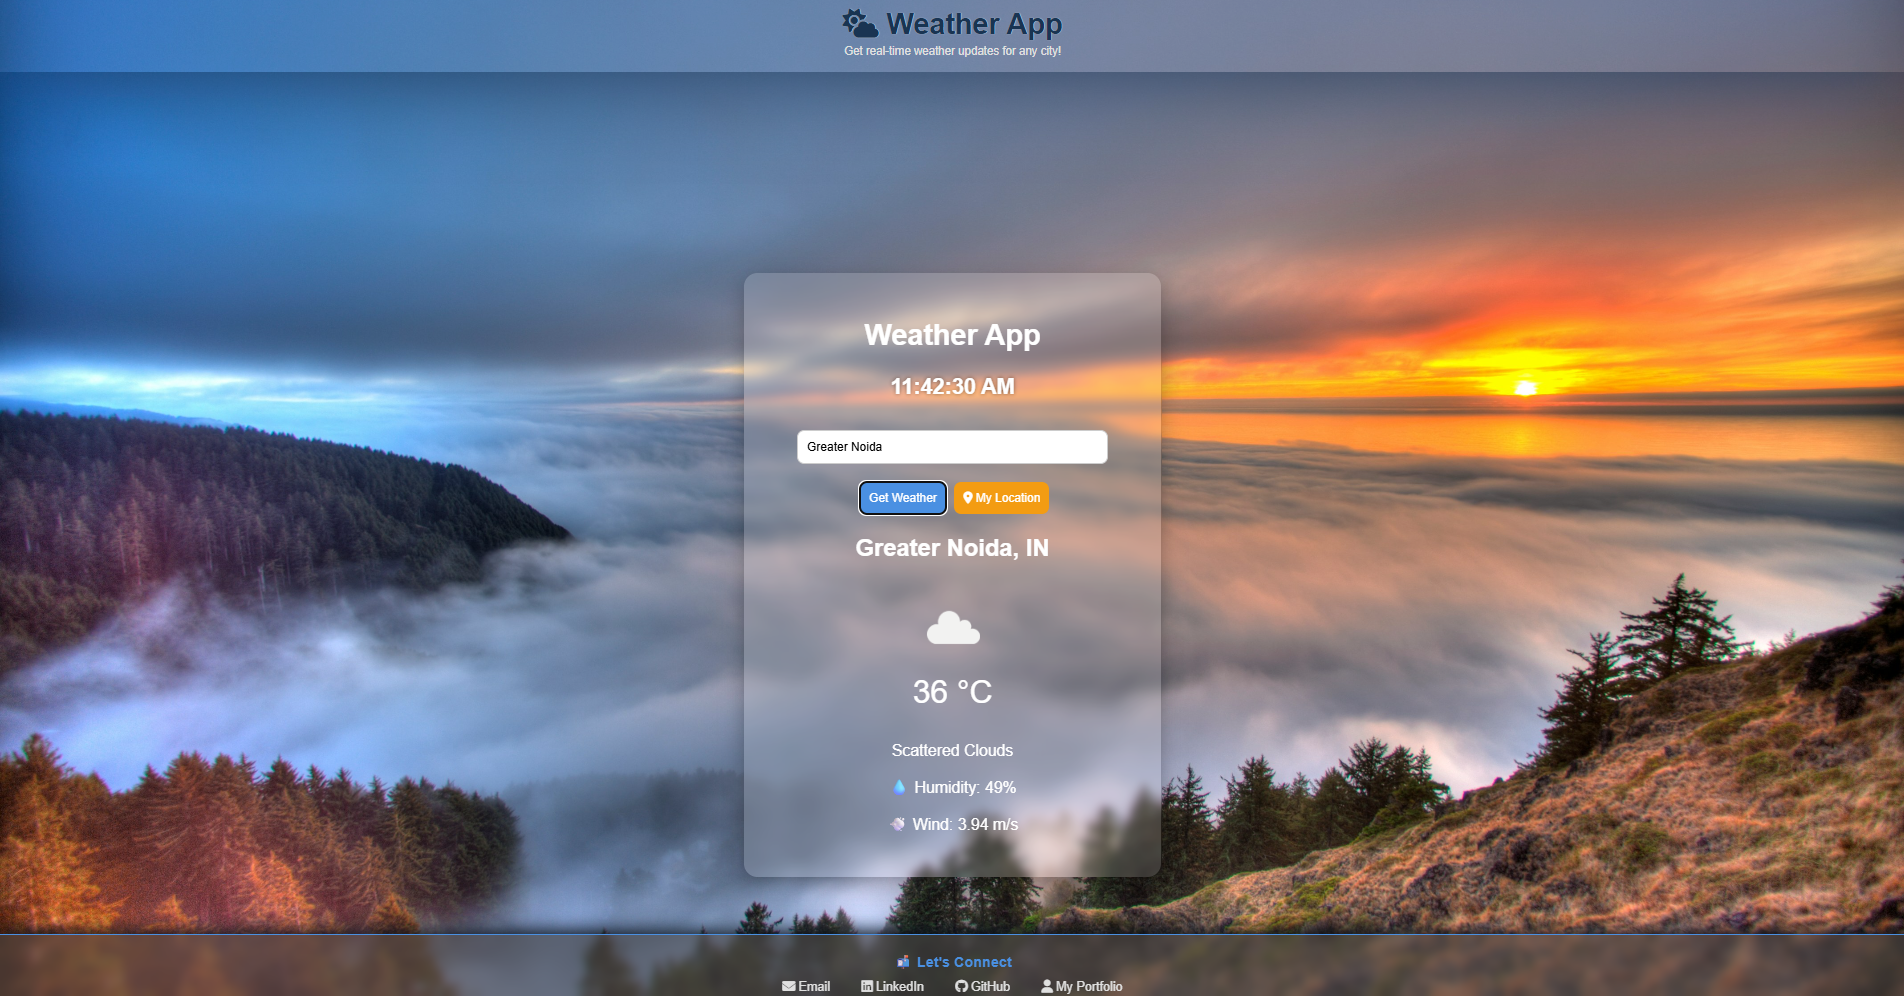 Weather App
Get real-time weather updates for any city!
Weather App
11:42:30 AM
Greater Noida
Get Weather My Location
Greater Noida, IN
36 °C
Scattered Clouds
Humidity: 49%
Wind: 3.94 m/s
Let's Connect
Email LinkedIn GitHub My Portfolio